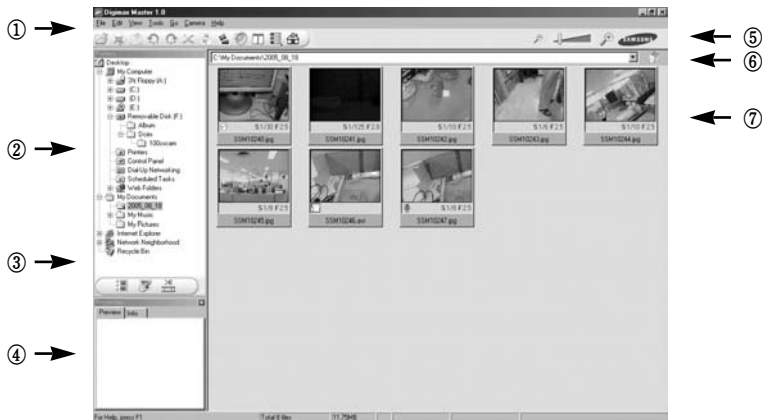 Digimax Master 1.0
File Edit View Tools Go Camera Help
①
SAMSUNG
⑤
C:\My Documents\2005_08_18
⑥
Desktop
My Computer
3½ Floppy (A:)
(C:)
(D:)
(E:)
Removable Disk (F:)
Album
Dcim
100sscam
Printers
Control Panel
Dial-Up Networking
Scheduled Tasks
Web Folders
My Documents
2005_08_18
My Music
My Pictures
Internet Explorer
Network Neighborhood
Recycle Bin
②
③
S1/30 F2.5
S1/125 F2.8
S1/10 F2.5
S1/6 F2.5
S1/10 F2.5
SSM10240.jpg
SSM10241.jpg
SSM10242.jpg
SSM10243.jpg
SSM10244.jpg
⑦
S1/8 F2.5
S1/8 F2.5
SSM10245.jpg
SSM10246.avi
SSM10247.jpg
Preview Info
④
For Help, press F1
Total 8 files
11.75MB